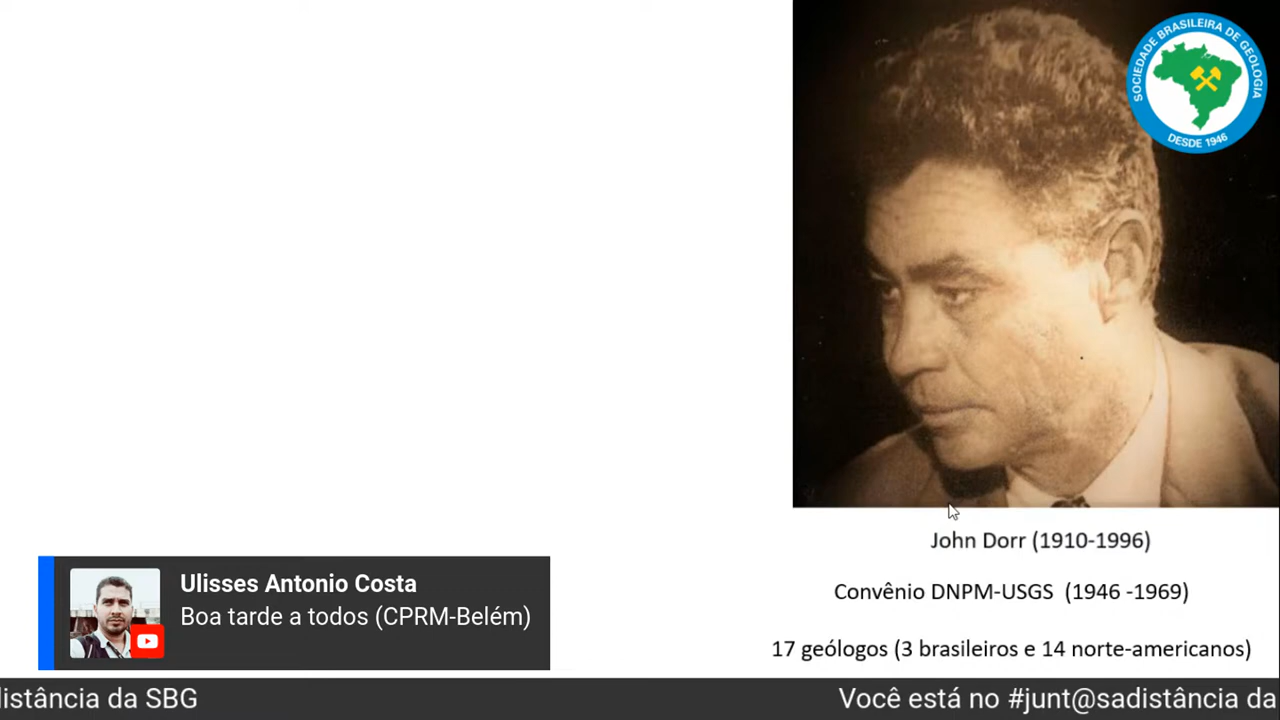 SOCIEDADE BRASILEIRA DE GEOLOGIA
DESDE 1946
John Dorr (1910-1996)
Convênio DNPM-USGS (1946 -1969)
17 geólogos (3 brasileiros e 14 norte-americanos)
Ulisses Antonio Costa
Boa tarde a todos (CPRM-Belém)
distância da SBG
Você está no #junt@sadistância da